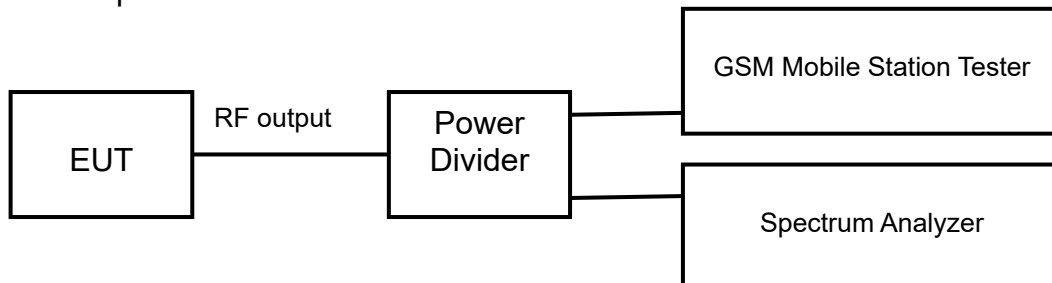 GSM Mobile Station Tester
RF output
EUT
Power
Divider
Spectrum Analyzer